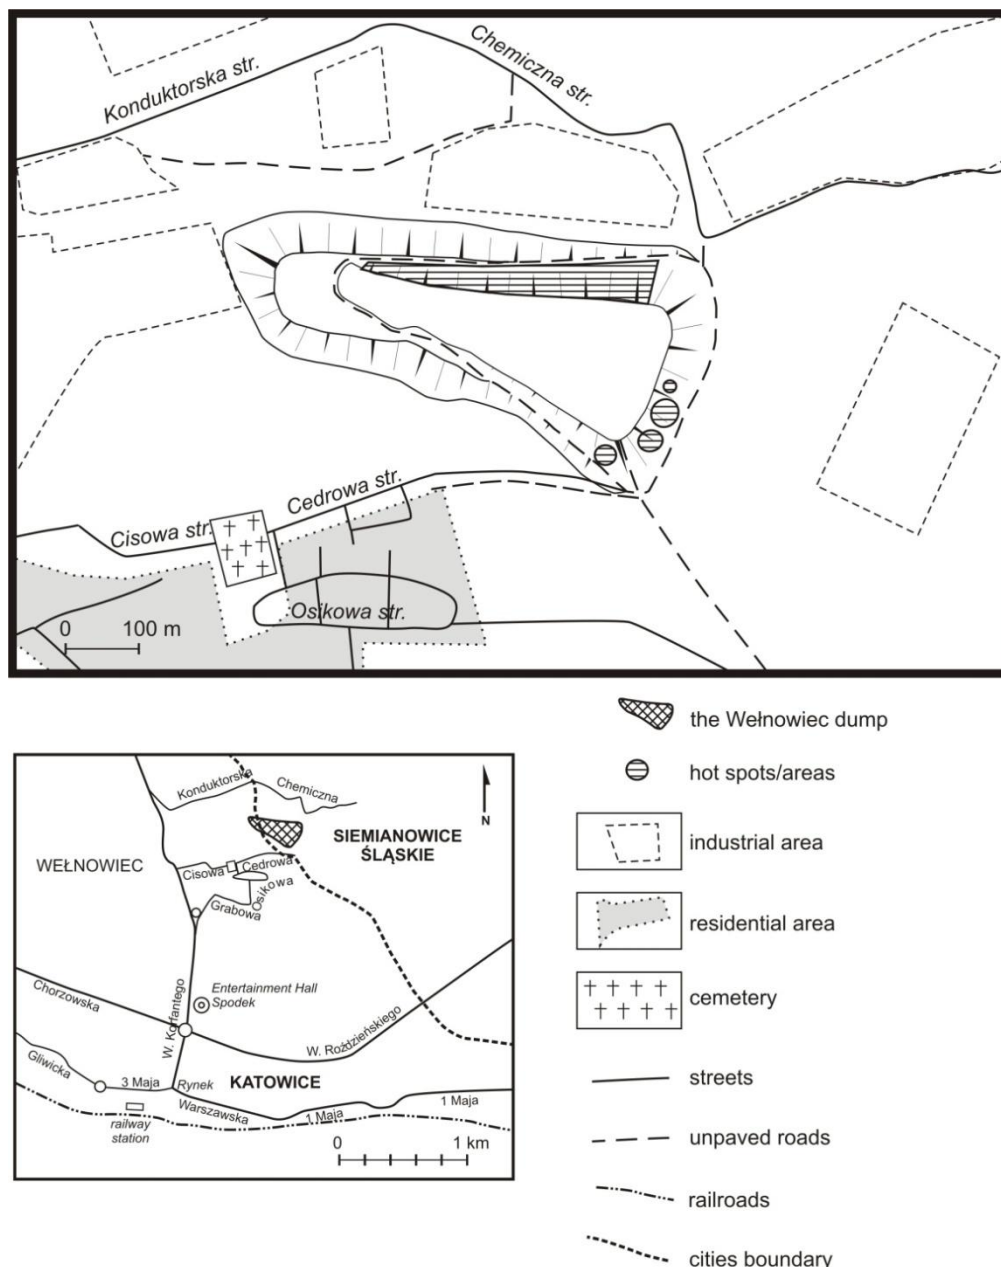 Konduktorska str.
Chemiczna str.
Cedrowa str.
Cisowa str.
Osikowa str.
0 100 m
the Wełnowiec dump
hot spots/areas
industrial area
residential area
cemetery
streets
unpaved roads
railroads
cities boundary
Konduktorska
Chemiczna
N
SIEMIANOWICE
ŚLĄSKIE
WEŁNOWIEC
Cisowa
Cedrowa
Osikowa
Grabowa
Entertainment Hall
Spodek
Chorzowska
W. Korfantego
W. Roździeńskiego
Gliwicka
3 Maja
Rynek
KATOWICE
Warszawska
1 Maja
1 Maja
railway
station
0 1 km